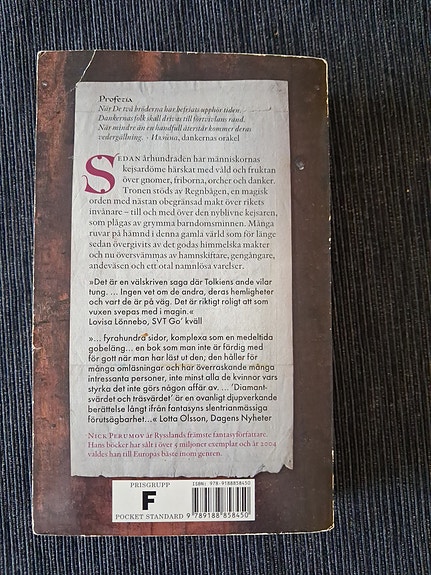 Profetia
När De två bröderna har befriats upphör tiden.
Dankernas folk skall drivas till förtvivlans rand.
När mindre än en handfull återstår kommer deras
vedergällning. - Hasïna, dankernas orakel
SEDAN århundraden har människornas
kejsardöme härskat med våld och fruktan
över gnomer, friborna, orcher och danker.
Tronen stöds av Regnbågen, en magisk
orden med nästan obegränsad makt över rikets
invånare – till och med över den nyblivne kejsaren,
som plågas av grymma barndomsminnen. Många
ruvar på hämnd i denna gamla värld som för länge
sedan övergivits av det godas himmelska makter
och nu översvämmas av hamnskiftare, gengångare,
andeväsen och ett otal namnlösa varelser.
»Det är en välskriven saga där Tolkiens ande vilar
tung. ... Ingen vet om de andra, deras hemligheter
och vart de är på väg. Det är riktigt roligt att som
vuxen svepas med i magin.«
Lovisa Lönnebo, SVT Go' kväll
»... fyrahundra sidor, komplexa som en medeltida
gobeläng... en bok som man inte är färdig med
för gott när man har läst ut den; den håller för
många omläsningar och har överraskande många
intressanta personer, inte minst alla de kvinnor vars
styrka det inte görs någon affär av. ... 'Diamant-
svärdet och träsvärdet' är en ovanligt djupverkande
berättelse långt ifrån fantasyns slentrianmässiga
förutsägbarhet...« Lotta Olsson, Dagens Nyheter
NICK PERUMOV är Rysslands främste fantasyförfattare.
Hans böcker har sålt i över 5 miljoner exemplar och år 2004
valdes han till Europas bäste inom genren.
PRISGRUPP
F
POCKET STANDARD
ISBN: 978-9188858450
9 789188 858450